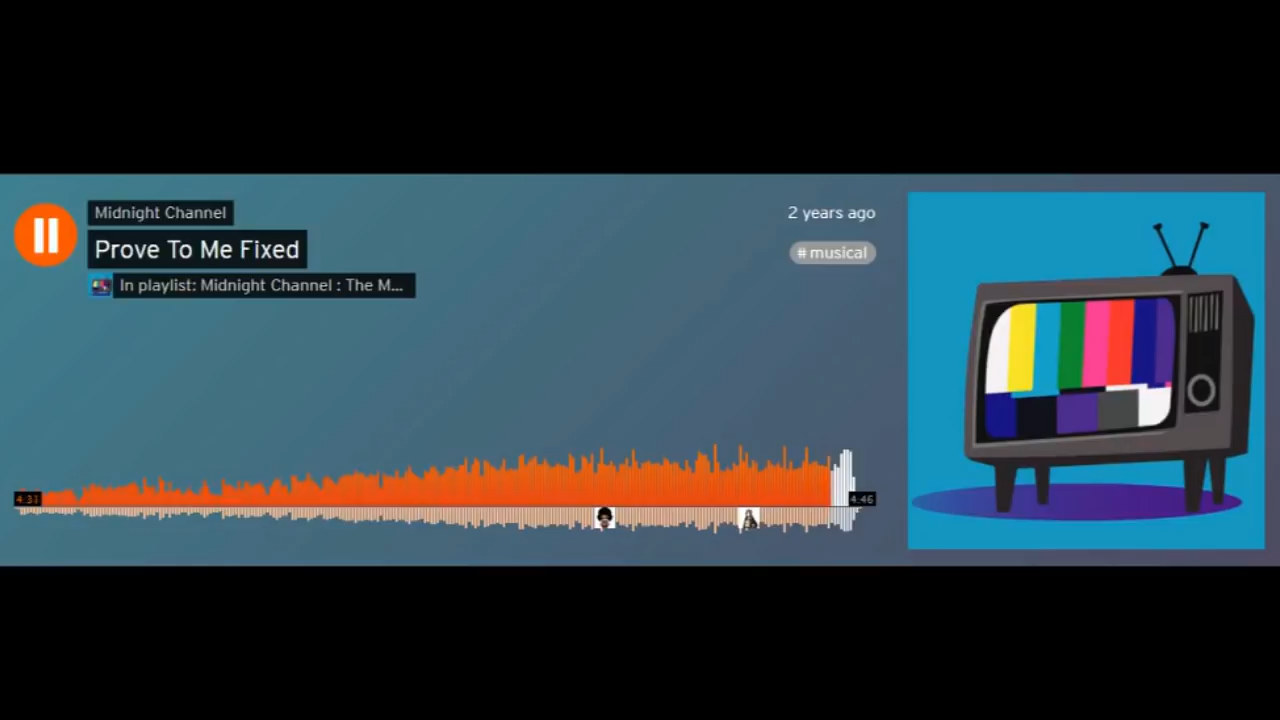 Midnight Channel
2 years ago
Prove To Me Fixed
# musical
In playlist: Midnight Channel : The M...
4:31
4:46